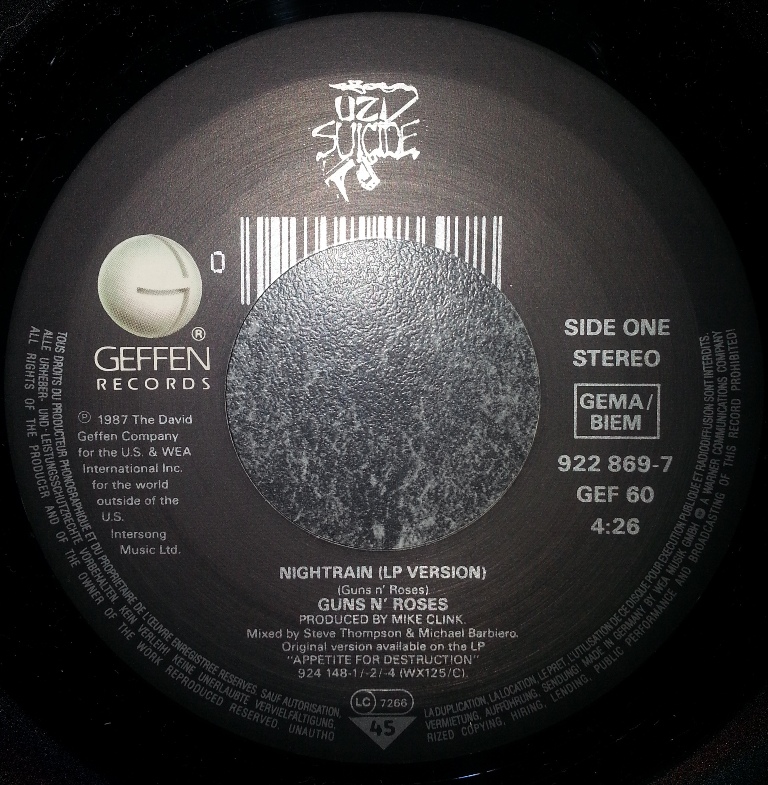 UZI
SUICIDE
0
®
GEFFEN
RECORDS
SIDE ONE
STEREO
GEMA/
BIEM
922 869-7
GEF 60
4:26
℗ 1987 The David
Geffen Company
for the U.S. & WEA
International Inc.
for the world
outside of the
U.S.
Intersong
Music Ltd.
NIGHTRAIN (LP VERSION)
(Guns n' Roses)
GUNS N' ROSES
PRODUCED BY MIKE CLINK.
Mixed by Steve Thompson & Michael Barbiero.
Original version available on the LP
"APPETITE FOR DESTRUCTION"
924 148-1/-2/-4 (WX125/C).
LC 7266
45
TOUS DROITS DU PRODUCTEUR PHONOGRAPHIQUE ET DU PROPRIETAIRE DE L'ŒUVRE ENREGISTREE RESERVES. SAUF AUTORISATION, LA DUPLICATION, LA LOCATION, LE PRET, L'UTILISATION DE CE DISQUE POUR EXECUTION PUBLIQUE ET RADIODIFFUSION SONT INTERDITS.
ALLE URHEBER- UND LEISTUNGSSCHUTZRECHTE VORBEHALTEN. KEIN VERLEIH! KEINE UNERLAUBTE VERVIELFÄLTIGUNG, VERMIETUNG, AUFFÜHRUNG, SENDUNG! MADE IN GERMANY BY WEA MUSIK GMBH A WARNER COMMUNICATIONS COMPANY
ALL RIGHTS OF THE PRODUCER AND OF THE OWNER OF THE WORK REPRODUCED RESERVED. UNAUTHORIZED COPYING, HIRING, LENDING, PUBLIC PERFORMANCE AND BROADCASTING OF THIS RECORD PROHIBITED!